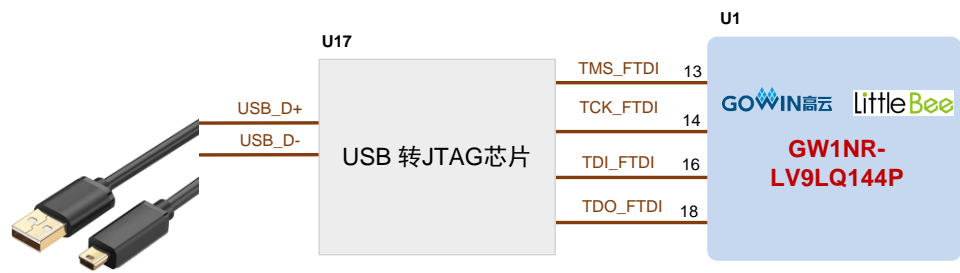 U1
U17
TMS_FTDI 13
USB_D+
TCK_FTDI 14
GOWIN高云 LittleBee
USB_D-
USB 转JTAG芯片
TDI_FTDI 16
GW1NR-
LV9LQ144P
TDO_FTDI 18